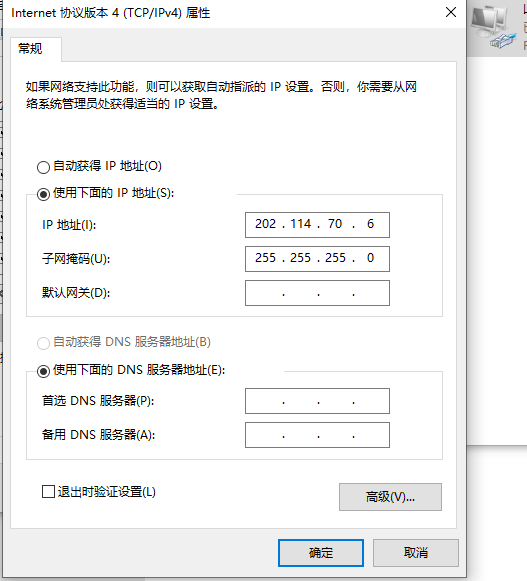 Internet 协议版本 4 (TCP/IPv4) 属性
常规
如果网络支持此功能，则可以获取自动指派的 IP 设置。否则，你需要从网
络系统管理员处获得适当的 IP 设置。
自动获得 IP 地址(O)
使用下面的 IP 地址(S):
IP 地址(I): 202 . 114 . 70 . 6
子网掩码(U): 255 . 255 . 255 . 0
默认网关(D): . . .
自动获得 DNS 服务器地址(B)
使用下面的 DNS 服务器地址(E):
首选 DNS 服务器(P): . . .
备用 DNS 服务器(A): . . .
退出时验证设置(L)
高级(V)...
确定 取消